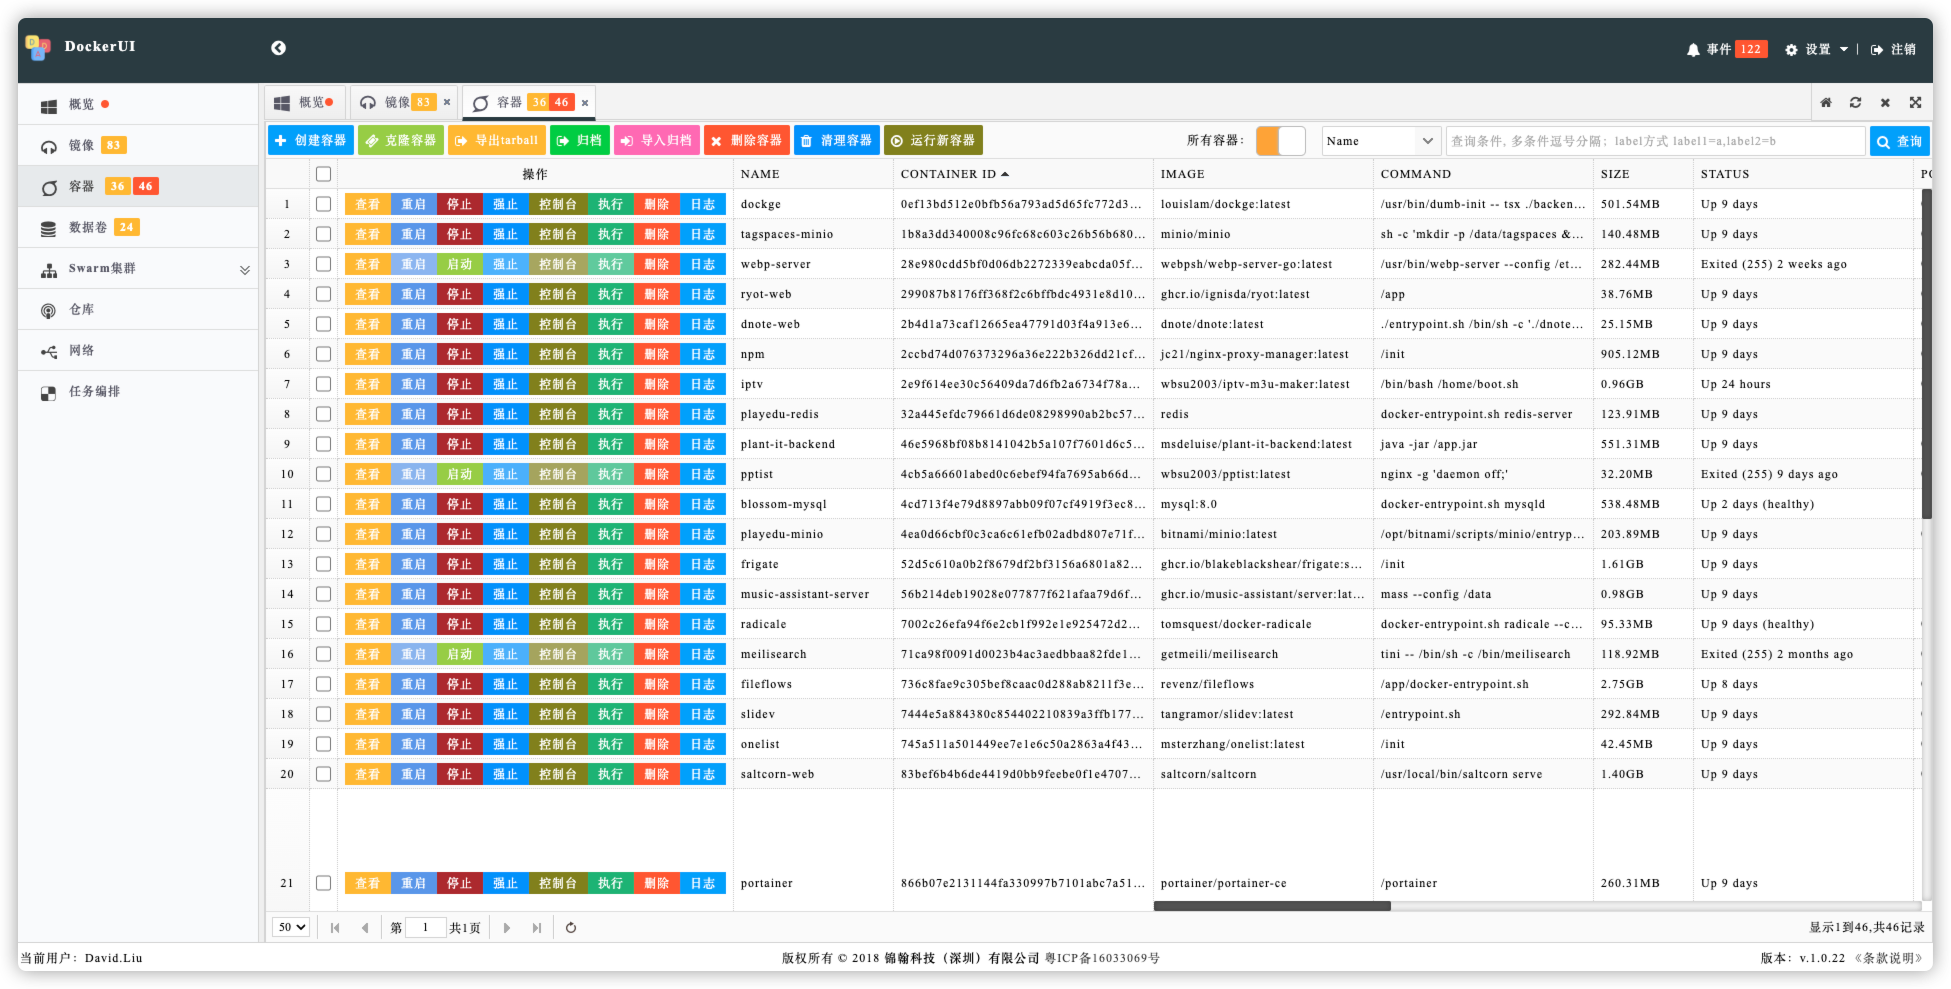 DockerUI
事件 122 设置 | 注销
概览
镜像 83
容器 36 46
数据卷 24
Swarm集群
仓库
网络
任务编排
概览 镜像 83 × 容器 36 46 ×
创建容器 克隆容器 导出tarball 归档 导入归档 删除容器 清理容器 运行新容器 所有容器： Name 查询条件, 多条件逗号分隔；label方式 label1=a,label2=b 查询
操作 NAME CONTAINER ID IMAGE COMMAND SIZE STATUS
1 查看 重启 停止 强止 控制台 执行 删除 日志 dockge 0ef13bd512e0bfb56a793ad5d65fc772d3... louislam/dockge:latest /usr/bin/dumb-init -- tsx ./backen... 501.54MB Up 9 days
2 查看 重启 停止 强止 控制台 执行 删除 日志 tagspaces-minio 1b8a3dd340008c96fc68c603c26b56b680... minio/minio sh -c 'mkdir -p /data/tagspaces &... 140.48MB Up 9 days
3 查看 重启 启动 强止 控制台 执行 删除 日志 webp-server 28e980cdd5bf0d06db2272339eabcda05f... webpsh/webp-server-go:latest /usr/bin/webp-server --config /et... 282.44MB Exited (255) 2 weeks ago
4 查看 重启 停止 强止 控制台 执行 删除 日志 ryot-web 299087b8176ff368f2c6bffbdc4931e8d10... ghcr.io/ignisda/ryot:latest /app 38.76MB Up 9 days
5 查看 重启 停止 强止 控制台 执行 删除 日志 dnote-web 2b4d1a73caf12665ea47791d03f4a913e6... dnote/dnote:latest ./entrypoint.sh /bin/sh -c './dnote... 25.15MB Up 9 days
6 查看 重启 停止 强止 控制台 执行 删除 日志 npm 2ccbd74d076373296a36e222b326dd21cf... jc21/nginx-proxy-manager:latest /init 905.12MB Up 9 days
7 查看 重启 停止 强止 控制台 执行 删除 日志 iptv 2e9f614ee30c56409da7d6fb2a6734f78a... wbsu2003/iptv-m3u-maker:latest /bin/bash /home/boot.sh 0.96GB Up 24 hours
8 查看 重启 停止 强止 控制台 执行 删除 日志 playedu-redis 32a445efdc79661d6de08298990ab2bc57... redis docker-entrypoint.sh redis-server 123.91MB Up 9 days
9 查看 重启 停止 强止 控制台 执行 删除 日志 plant-it-backend 46e5968bf08b8141042b5a107f7601d6c5... msdeluise/plant-it-backend:latest java -jar /app.jar 551.31MB Up 9 days
10 查看 重启 启动 强止 控制台 执行 删除 日志 pptist 4cb5a66601abed0c6ebef94fa7695ab66d... wbsu2003/pptist:latest nginx -g 'daemon off;' 32.20MB Exited (255) 9 days ago
11 查看 重启 停止 强止 控制台 执行 删除 日志 blossom-mysql 4cd713f4e79d8897abb09f07cf4919f3ec8... mysql:8.0 docker-entrypoint.sh mysqld 538.48MB Up 2 days (healthy)
12 查看 重启 停止 强止 控制台 执行 删除 日志 playedu-minio 4ea0d66cbf0c3ca6c61efb02adbd807e71f... bitnami/minio:latest /opt/bitnami/scripts/minio/entryp... 203.89MB Up 9 days
13 查看 重启 停止 强止 控制台 执行 删除 日志 frigate 52d5c610a0b2f8679df2bf3156a6801a82... ghcr.io/blakeblackshear/frigate:s... /init 1.61GB Up 9 days
14 查看 重启 停止 强止 控制台 执行 删除 日志 music-assistant-server 56b214deb19028e077877f621afaa79d6f... ghcr.io/music-assistant/server:lat... mass --config /data 0.98GB Up 9 days
15 查看 重启 停止 强止 控制台 执行 删除 日志 radicale 7002c26efa94f6e2cb1f992e1e925472d2... tomsquest/docker-radicale docker-entrypoint.sh radicale --c... 95.33MB Up 9 days (healthy)
16 查看 重启 启动 强止 控制台 执行 删除 日志 meilisearch 71ca98f0091d0023b4ac3aedbbaa82fde1... getmeili/meilisearch tini -- /bin/sh -c /bin/meilisearch 118.92MB Exited (255) 2 months ago
17 查看 重启 停止 强止 控制台 执行 删除 日志 fileflows 736c8fae9c305bef8caac0d288ab8211f3e... revenz/fileflows /app/docker-entrypoint.sh 2.75GB Up 8 days
18 查看 重启 停止 强止 控制台 执行 删除 日志 slidev 7444e5a884380c854402210839a3ffb177... tangramor/slidev:latest /entrypoint.sh 292.84MB Up 9 days
19 查看 重启 停止 强止 控制台 执行 删除 日志 onelist 745a511a501449ee7e1e6c50a2863a4f43... msterzhang/onelist:latest /init 42.45MB Up 9 days
20 查看 重启 停止 强止 控制台 执行 删除 日志 saltcorn-web 83bef6b4b6de4419d0bb9feebe0f1e4707... saltcorn/saltcorn /usr/local/bin/saltcorn serve 1.40GB Up 9 days
21 查看 重启 停止 强止 控制台 执行 删除 日志 portainer 866b07e2131144fa330997b7101abc7a51... portainer/portainer-ce /portainer 260.31MB Up 9 days
50 第 1 共1页 显示1到46,共46记录
当前用户： David.Liu 版权所有 © 2018 锦翰科技（深圳）有限公司 粤ICP备16033069号 版本： v.1.0.22 《条款说明》